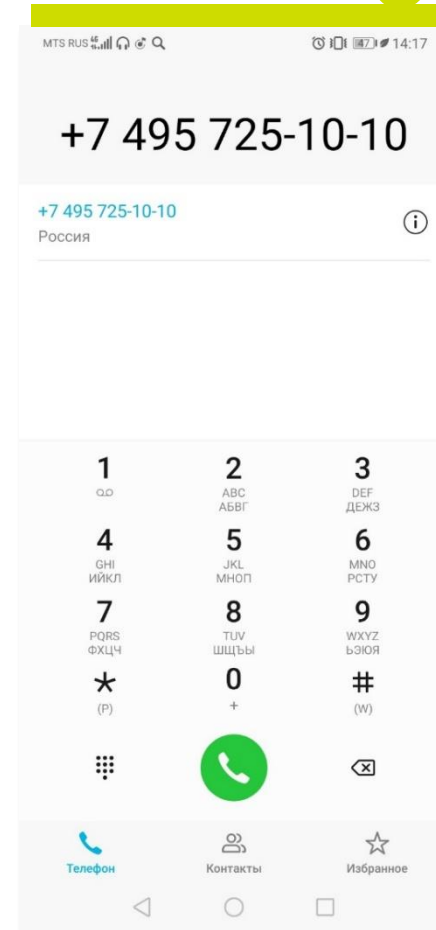 MTS RUS 4G 47 14:17
+7 495 725-10-10
+7 495 725-10-10
Россия
1 2 3
ABC DEF
АБВГ ДЕЖЗ
4 5 6
GHI JKL MNO
ИЙКЛ МНОП РСТУ
7 8 9
PQRS TUV WXYZ
ФХЦЧ ШЩЪЫ ЬЭЮЯ
* 0 #
(P) + (W)
Телефон Контакты Избранное